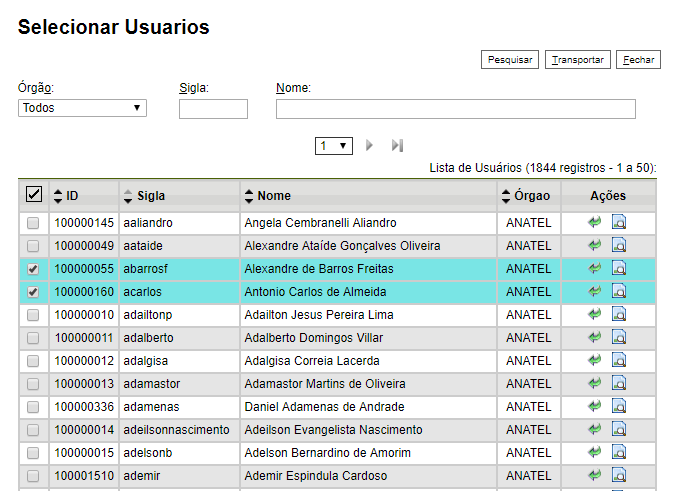 Selecionar Usuarios
Pesquisar Transportar Fechar
Órgão: Sigla: Nome:
Todos
1
Lista de Usuários (1844 registros - 1 a 50):
ID Sigla Nome Órgao Ações
100000145 aaliandro Angela Cembranelli Aliandro ANATEL
100000049 aataide Alexandre Ataíde Gonçalves Oliveira ANATEL
100000055 abarrosf Alexandre de Barros Freitas ANATEL
100000160 acarlos Antonio Carlos de Almeida ANATEL
100000010 adailtonp Adailton Jesus Pereira Lima ANATEL
100000011 adalberto Adalberto Domingos Villar ANATEL
100000012 adalgisa Adalgisa Correia Lacerda ANATEL
100000013 adamastor Adamastor Martins de Oliveira ANATEL
100000336 adamenas Daniel Adamenas de Andrade ANATEL
100000014 adeilsonnascimento Adeilson Evangelista Nascimento ANATEL
100000015 adelsonb Adelson Bernardino de Amorim ANATEL
100001510 ademir Ademir Espindula Cardoso ANATEL